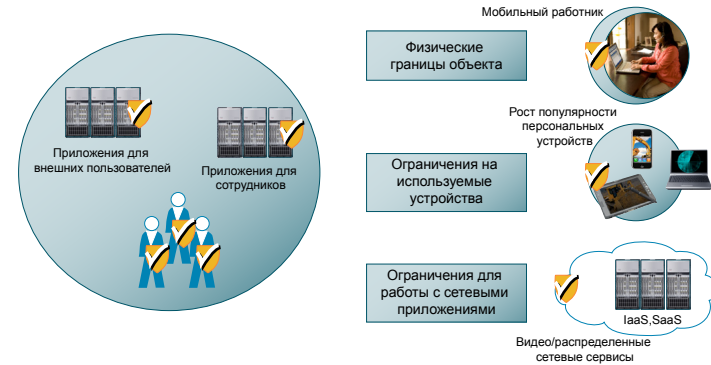 Мобильный работник
Физические
границы объекта
Приложения для
внешних пользователей
Приложения для
сотрудников
Рост популярности
персональных
устройств
Ограничения на
используемые
устройства
Ограничения для
работы с сетевыми
приложениями
IaaS,SaaS
Видео/распределенные
сетевые сервисы